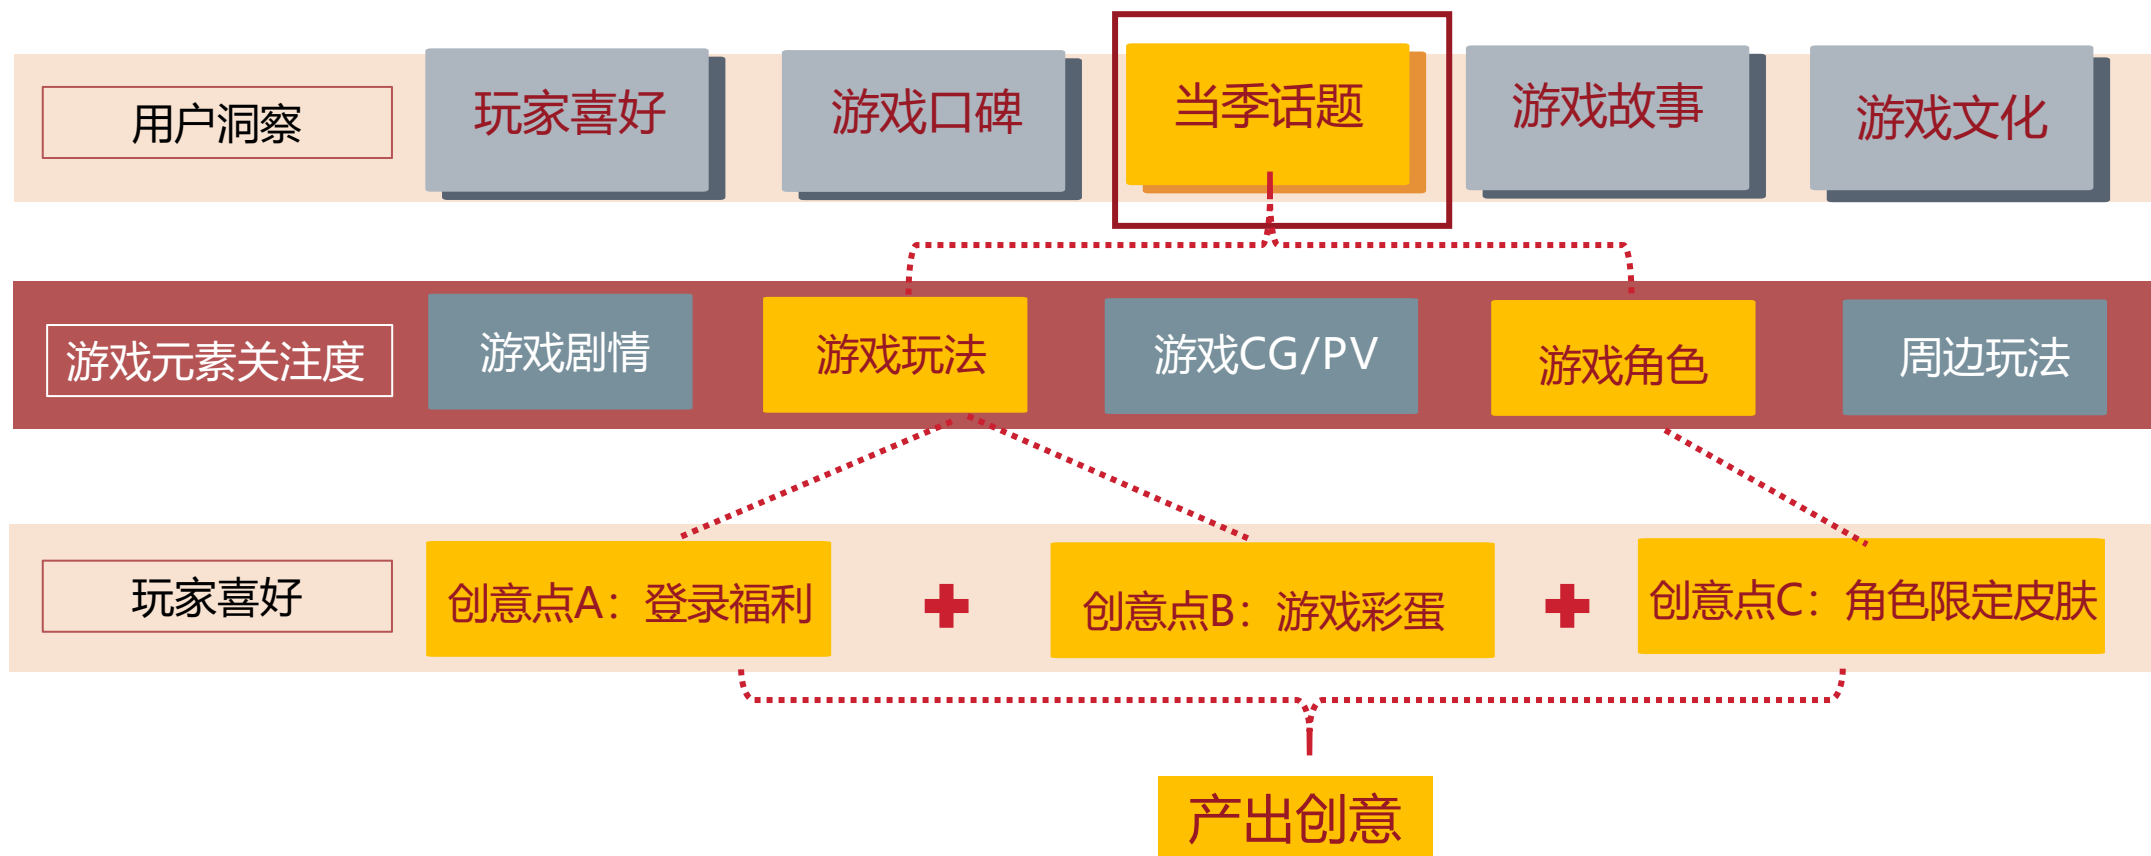 用户洞察
玩家喜好
游戏口碑
当季话题
游戏故事
游戏文化
游戏元素关注度
游戏剧情
游戏玩法
游戏CG/PV
游戏角色
周边玩法
玩家喜好
创意点A：登录福利
创意点B：游戏彩蛋
创意点C：角色限定皮肤
产出创意